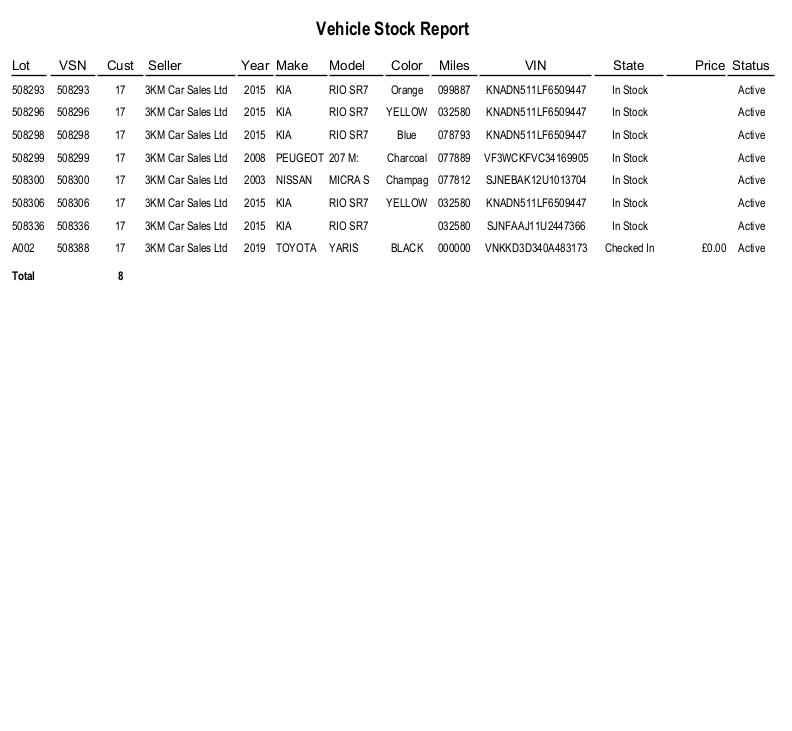 Vehicle Stock Report
Lot VSN Cust Seller Year Make Model Color Miles VIN State Price Status
508293 508293 17 3KM Car Sales Ltd 2015 KIA RIO SR7 Orange 099887 KNADN511LF6509447 In Stock Active
508296 508296 17 3KM Car Sales Ltd 2015 KIA RIO SR7 YELLOW 032580 KNADN511LF6509447 In Stock Active
508298 508298 17 3KM Car Sales Ltd 2015 KIA RIO SR7 Blue 078793 KNADN511LF6509447 In Stock Active
508299 508299 17 3KM Car Sales Ltd 2008 PEUGEOT 207 M: Charcoal 077889 VF3WCKFVC34169905 In Stock Active
508300 508300 17 3KM Car Sales Ltd 2003 NISSAN MICRA S Champag 077812 SJNEBAK12U1013704 In Stock Active
508306 508306 17 3KM Car Sales Ltd 2015 KIA RIO SR7 YELLOW 032580 KNADN511LF6509447 In Stock Active
508336 508336 17 3KM Car Sales Ltd 2015 KIA RIO SR7 032580 SJNFAAJ11U2447366 In Stock Active
A002 508388 17 3KM Car Sales Ltd 2019 TOYOTA YARIS BLACK 000000 VNKKD3D340A483173 Checked In £0.00 Active
Total 8